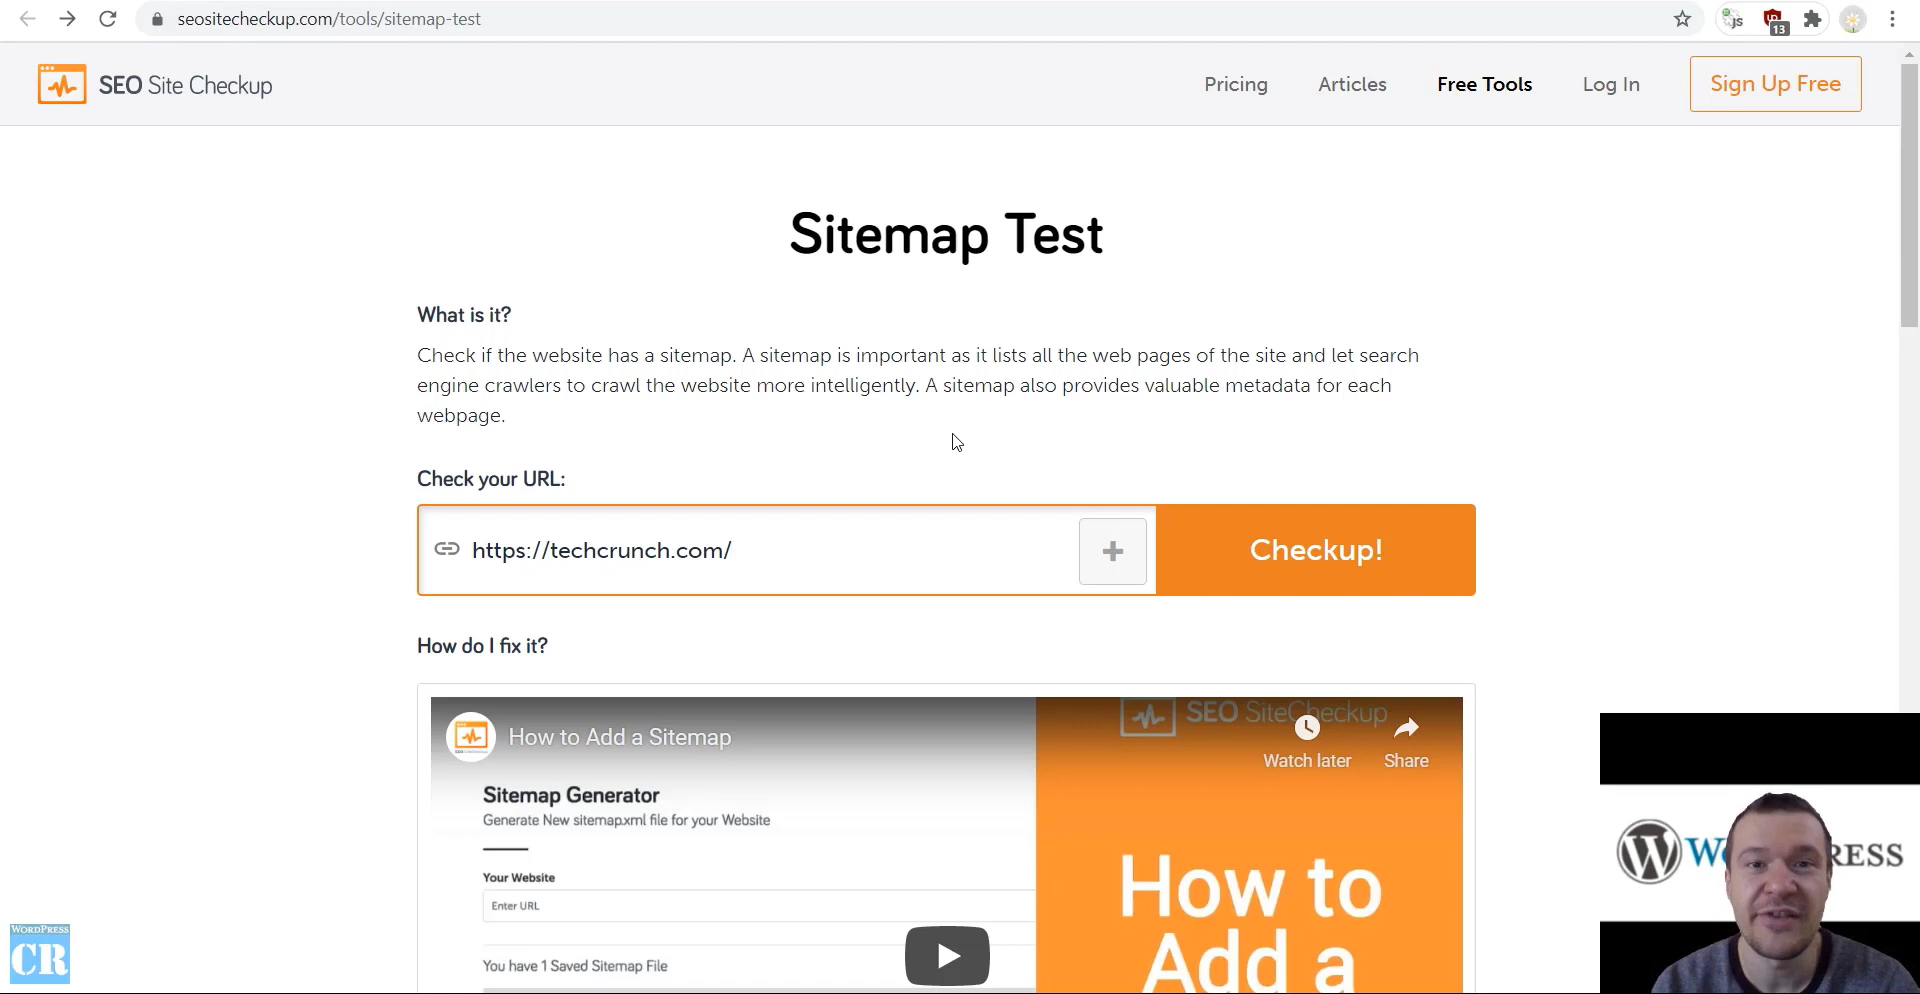 seositecheckup.com/tools/sitemap-test
JS
13
SEO Site Checkup
Pricing
Articles
Free Tools
Log In
Sign Up Free
Sitemap Test
What is it?
Check if the website has a sitemap. A sitemap is important as it lists all the web pages of the site and let search
engine crawlers to crawl the website more intelligently. A sitemap also provides valuable metadata for each
webpage.
Check your URL:
https://techcrunch.com/
+
Checkup!
How do I fix it?
How to Add a Sitemap
SEO SiteCheckup
Watch later
Share
Sitemap Generator
Generate New sitemap.xml file for your Website
Your Website
Enter URL
You have 1 Saved Sitemap File
How to
Add a
W
RESS
WORDPRESS
CR